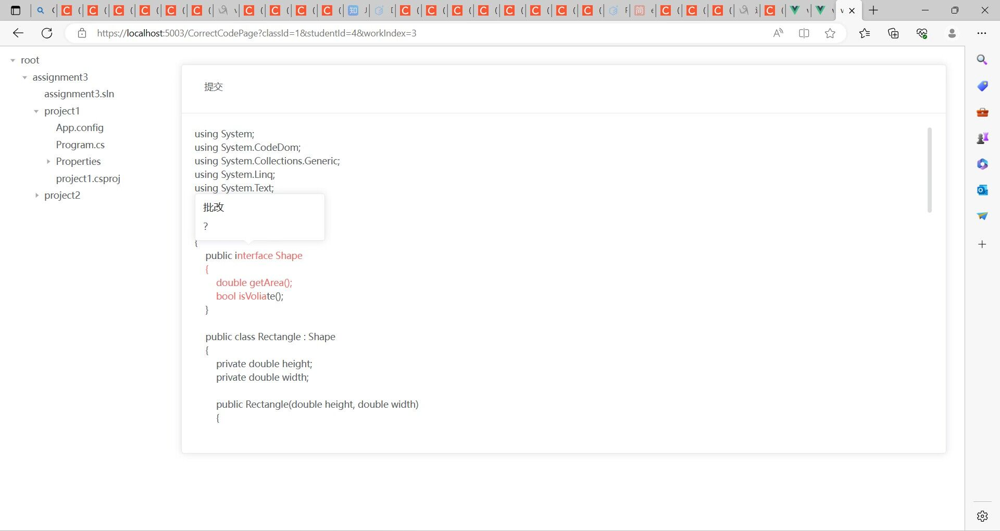 https://localhost:5003/CorrectCodePage?classId=1&studentId=4&workIndex=3
root
assignment3
assignment3.sln
project1
App.config
Program.cs
Properties
project1.csproj
project2
提交
using System;
using System.CodeDom;
using System.Collections.Generic;
using System.Linq;
using System.Text;
批改
?
{
public interface Shape
{
double getArea();
bool isVoliate();
}
public class Rectangle : Shape
{
private double height;
private double width;
public Rectangle(double height, double width)
{